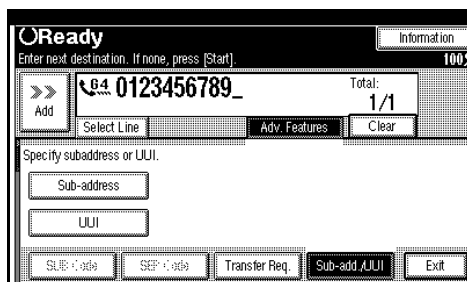 Ready
Information
Enter next destination. If none, press [Start].
100%
Add
64K 0123456789_
Total:
1/1
Select Line
Adv. Features
Clear
Specify subaddress or UUI.
Sub-address
UUI
SUB Code
SEP Code
Transfer Req.
Sub-add./UUI
Exit